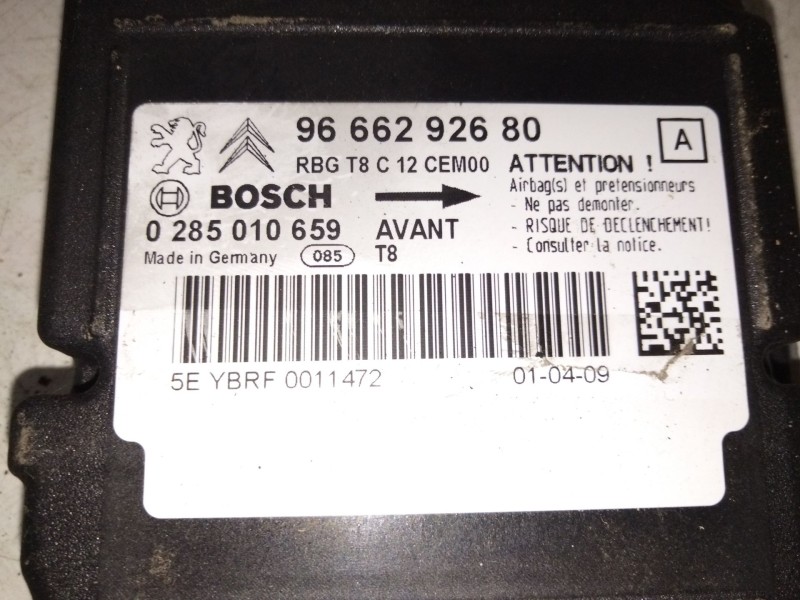 96 662 926 80
A
RBG T8 C 12 CEM00
ATTENTION !
BOSCH
Airbag(s) et pretensionneurs
- Ne pas demonter.
0 285 010 659
AVANT
- RISQUE DE DECLENCHEMENT!
Made in Germany
085
T8
- Consulter la notice.
5E YBRF 0011472
01-04-09